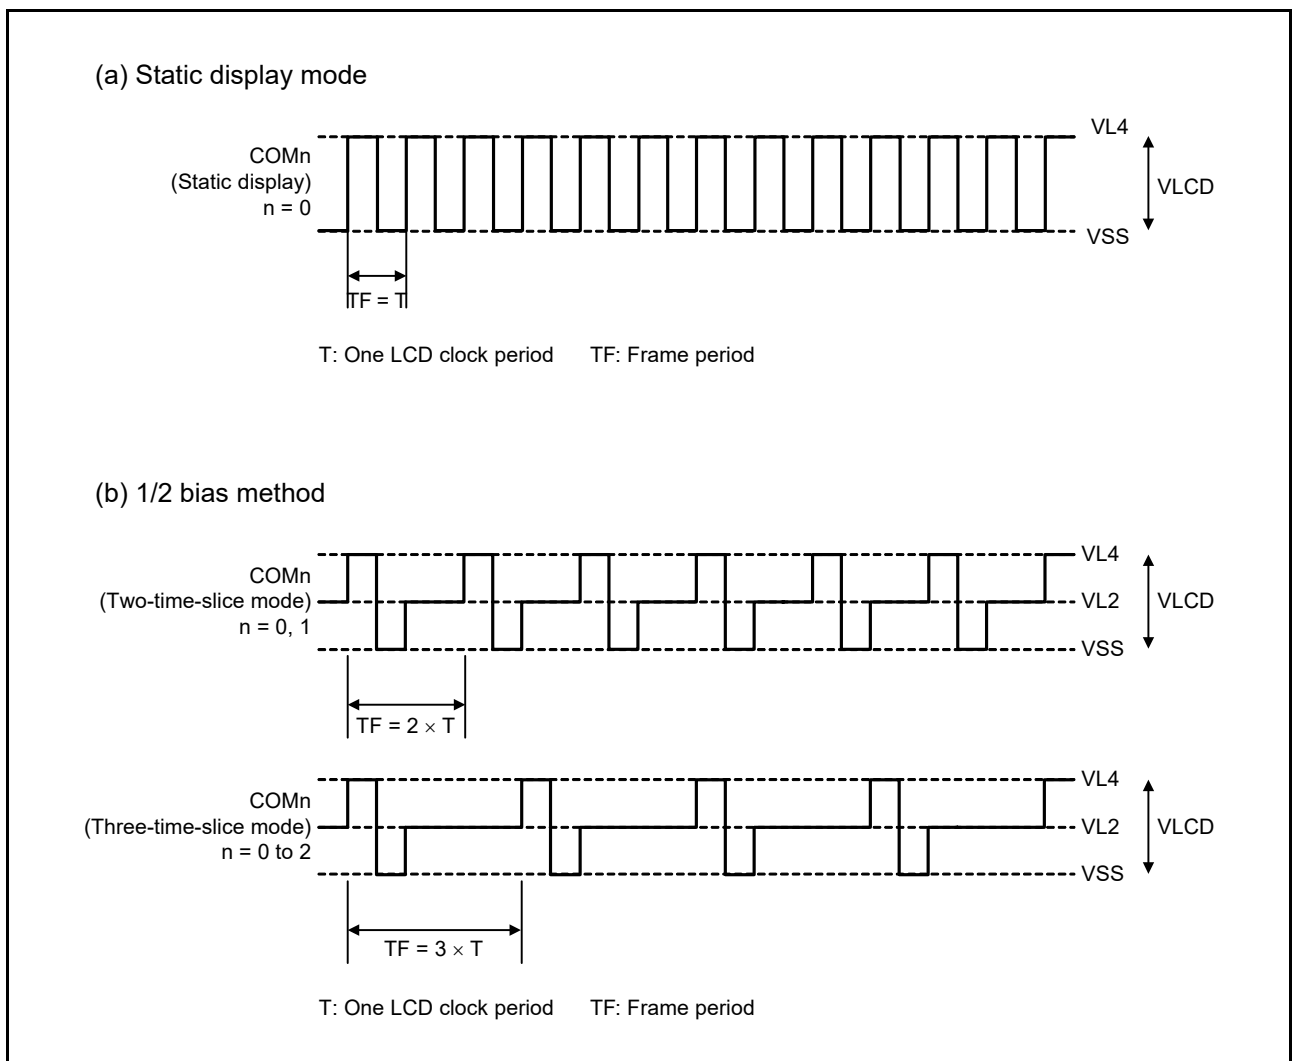 (a) Static display mode
VL4
COMn
(Static display)
n = 0
VLCD
VSS
TF = T
T: One LCD clock period TF: Frame period
(b) 1/2 bias method
VL4
COMn
(Two-time-slice mode)
n = 0, 1
VL2
VLCD
VSS
TF = 2 × T
VL4
COMn
(Three-time-slice mode)
n = 0 to 2
VL2
VLCD
VSS
TF = 3 × T
T: One LCD clock period TF: Frame period